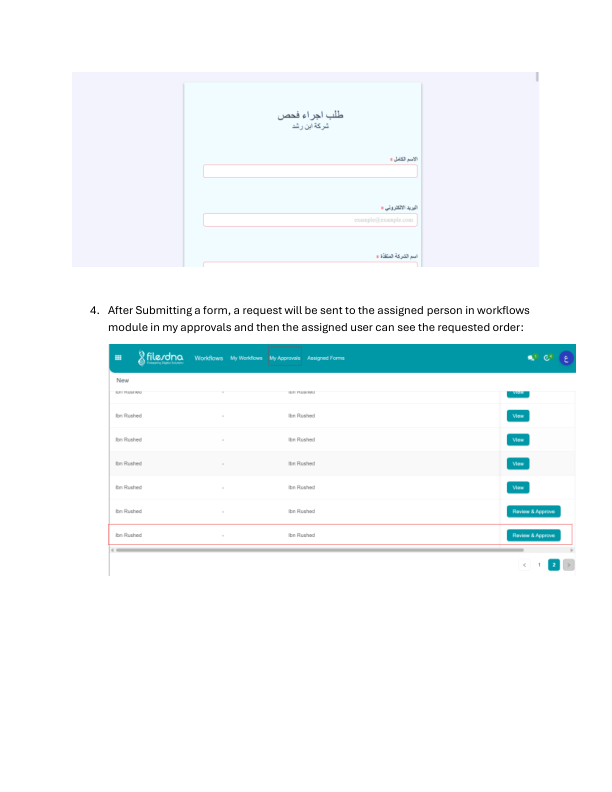 طلب اجراء فحص
شركة ابن رشد
الاسم الكامل *
البريد الالكتروني *
example@example.com
اسم الشركة المنفذة *
4. After Submitting a form, a request will be sent to the assigned person in workflows
module in my approvals and then the assigned user can see the requested order:
filesdna Workflows My Workflows My Approvals Assigned Forms ع
New
Ibn Rushed - Ibn Rushed View
Ibn Rushed - Ibn Rushed View
Ibn Rushed - Ibn Rushed View
Ibn Rushed - Ibn Rushed View
Ibn Rushed - Ibn Rushed View
Ibn Rushed - Ibn Rushed Review & Approve
Ibn Rushed - Ibn Rushed Review & Approve
< 1 2 >